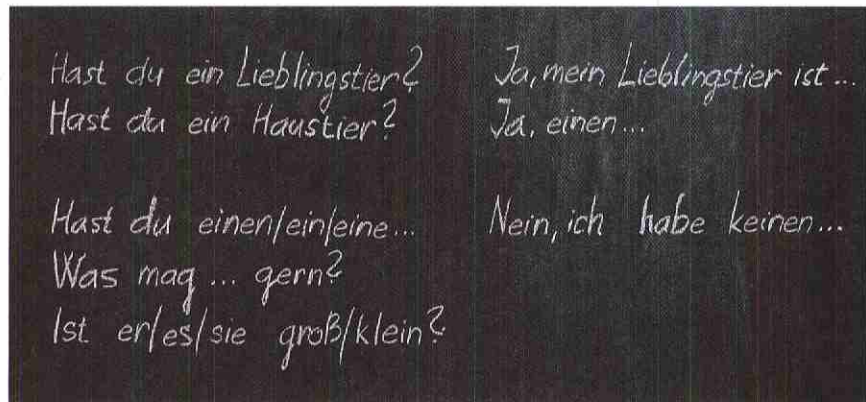 Hast du ein Lieblingstier? Ja, mein Lieblingstier ist...
Hast du ein Haustier? Ja, einen...
Hast du einen/ein/eine... Nein, ich habe keinen...
Was mag ... gern?
Ist er/es/sie groß/klein?